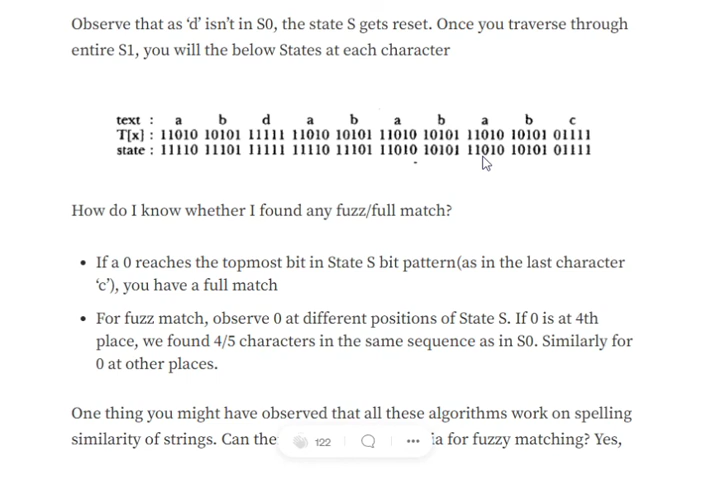 Observe that as ‘d’ isn’t in S0, the state S gets reset. Once you traverse through
entire S1, you will the below States at each character
text : a b d a b a b a b c
T[x] : 11010 10101 11111 11010 10101 11010 10101 11010 10101 01111
state : 11110 11101 11111 11110 11101 11010 10101 11010 10101 01111
How do I know whether I found any fuzz/full match?
• If a 0 reaches the topmost bit in State S bit pattern(as in the last character
‘c’), you have a full match
• For fuzz match, observe 0 at different positions of State S. If 0 is at 4th
place, we found 4/5 characters in the same sequence as in S0. Similarly for
0 at other places.
One thing you might have observed that all these algorithms work on spelling
similarity of strings. Can the 122 ia for fuzzy matching? Yes,